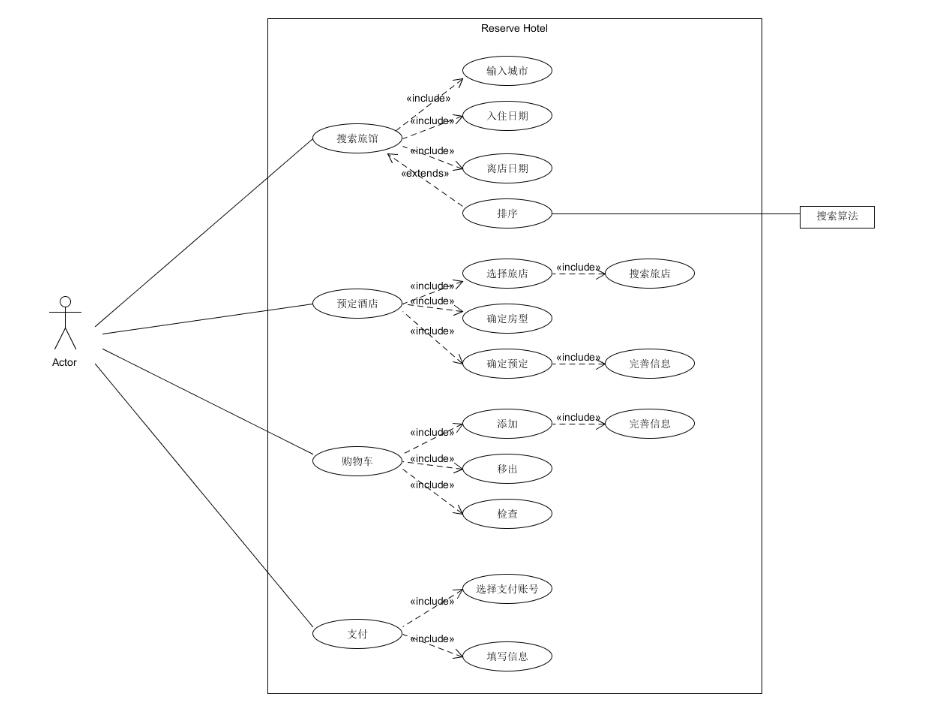 Reserve Hotel
输入城市
«include»
入住日期
«include»
搜索旅馆
«include»
离店日期
«extends»
排序
搜索算法
选择旅店
«include»
搜索旅店
«include»
预定酒店
«include»
确定房型
«include»
确定预定
«include»
完善信息
Actor
添加
«include»
完善信息
«include»
购物车
«include»
移出
«include»
检查
选择支付账号
«include»
支付
«include»
填写信息